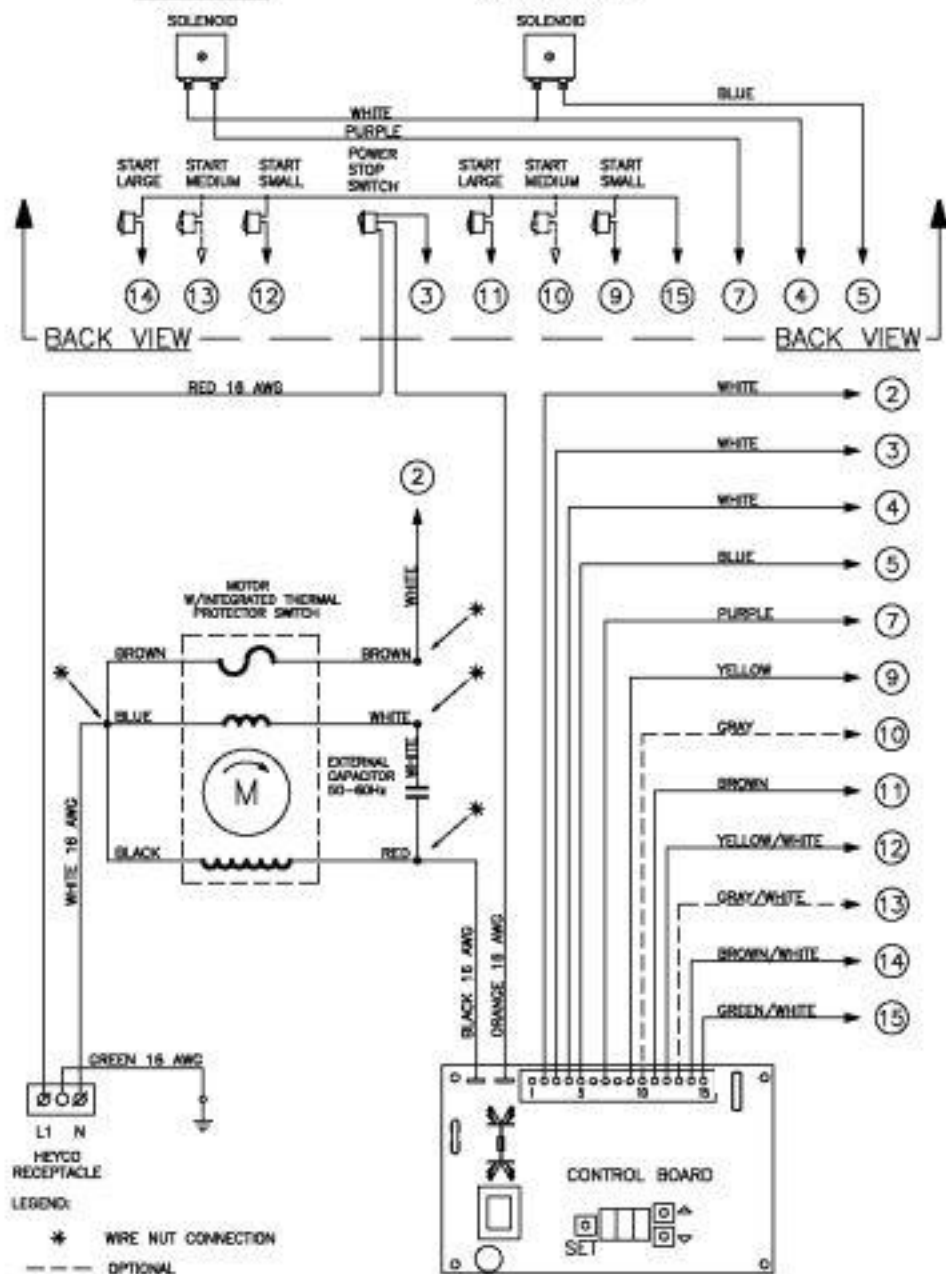 SOLENOID
SOLENOID
BLUE
WHITE
PURPLE
START LARGE
START MEDIUM
START SMALL
POWER STOP SWITCH
START LARGE
START MEDIUM
START SMALL
14
13
12
3
11
10
9
15
7
4
5
BACK VIEW
BACK VIEW
RED 16 AWG
WHITE
2
WHITE
3
2
WHITE
4
BLUE
5
MOTOR
W/INTEGRATED THERMAL
PROTECTOR SWITCH
WHITE
PURPLE
7
BROWN
BROWN
YELLOW
9
BLUE
WHITE
GRAY
10
EXTERNAL
CAPACITOR
50-60Hz
WHITE
M
BROWN
11
BLACK
RED
YELLOW/WHITE
12
WHITE 16 AWG
GRAY/WHITE
13
BLACK 16 AWG
ORANGE 16 AWG
BROWN/WHITE
14
GREEN/WHITE
15
GREEN 16 AWG
1
5
10
15
L1 N
HEYCO
RECEPTACLE
CONTROL BOARD
SET
LEGEND:
WIRE NUT CONNECTION
OPTIONAL